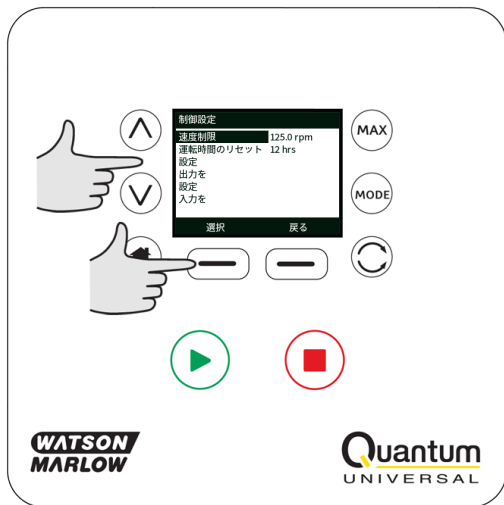 制御設定
速度制限 125.0 rpm
運転時間のリセット 12 hrs
設定
出力を
設定
入力を
選択 戻る
MAX
MODE
WATSON
MARLOW
Quantum
UNIVERSAL